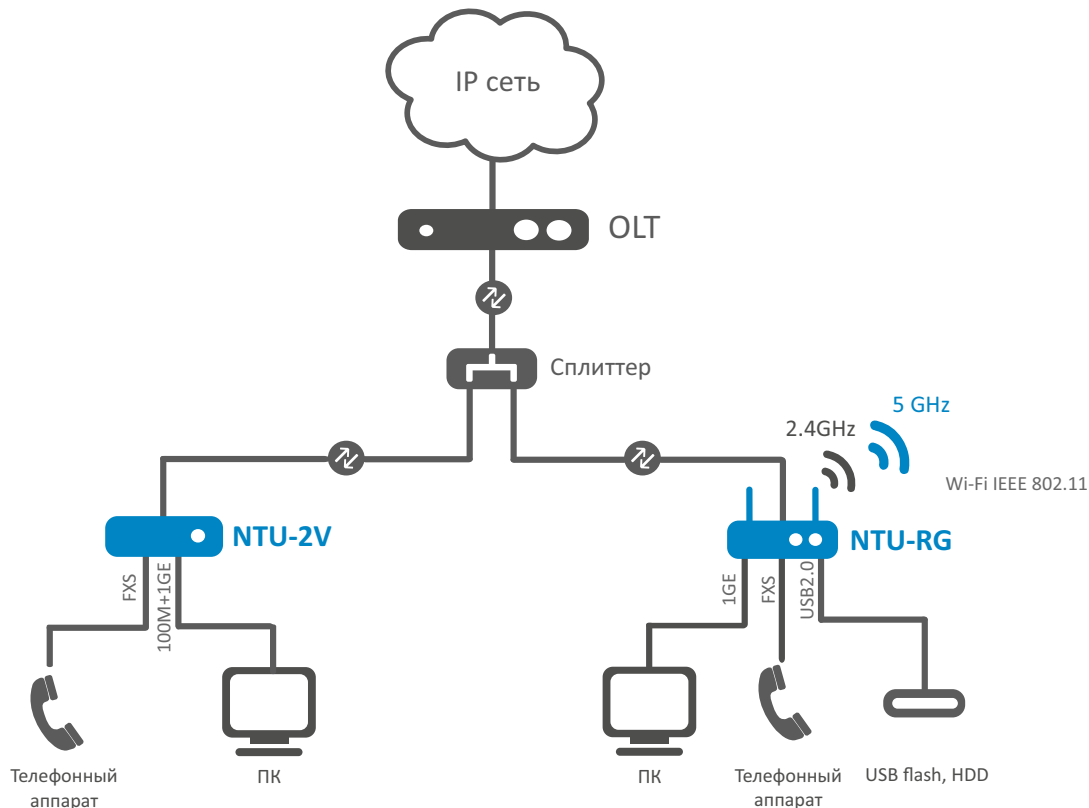 IP сеть
OLT
Сплиттер
5 GHz
2.4GHz
Wi-Fi IEEE 802.11
NTU-2V
NTU-RG
FXS
100M+1GE
1GE
FXS
USB2.0
Телефонный
аппарат
ПК
ПК
Телефонный
аппарат
USB flash, HDD